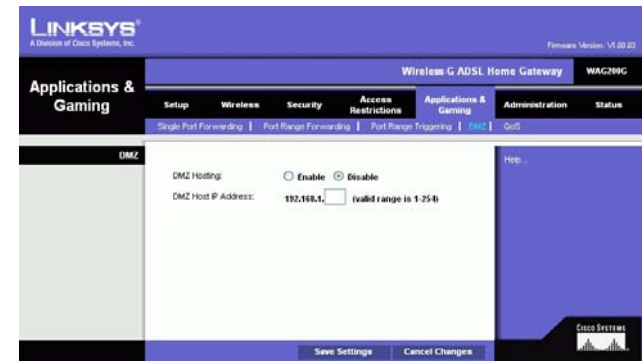 LINKSYS®
A Division of Cisco Systems, Inc.
Firmware Version: V1.00.03
Wireless-G ADSL Home Gateway WAG200G
Applications & Gaming
Setup Wireless Security Access Restrictions Applications & Gaming Administration Status
Single Port Forwarding | Port Range Forwarding | Port Range Triggering | DMZ | QoS
DMZ
DMZ Hosting: Enable Disable
DMZ Host IP Address: 192.168.1. (valid range is 1-254)
Help...
Save Settings Cancel Changes
CISCO SYSTEMS